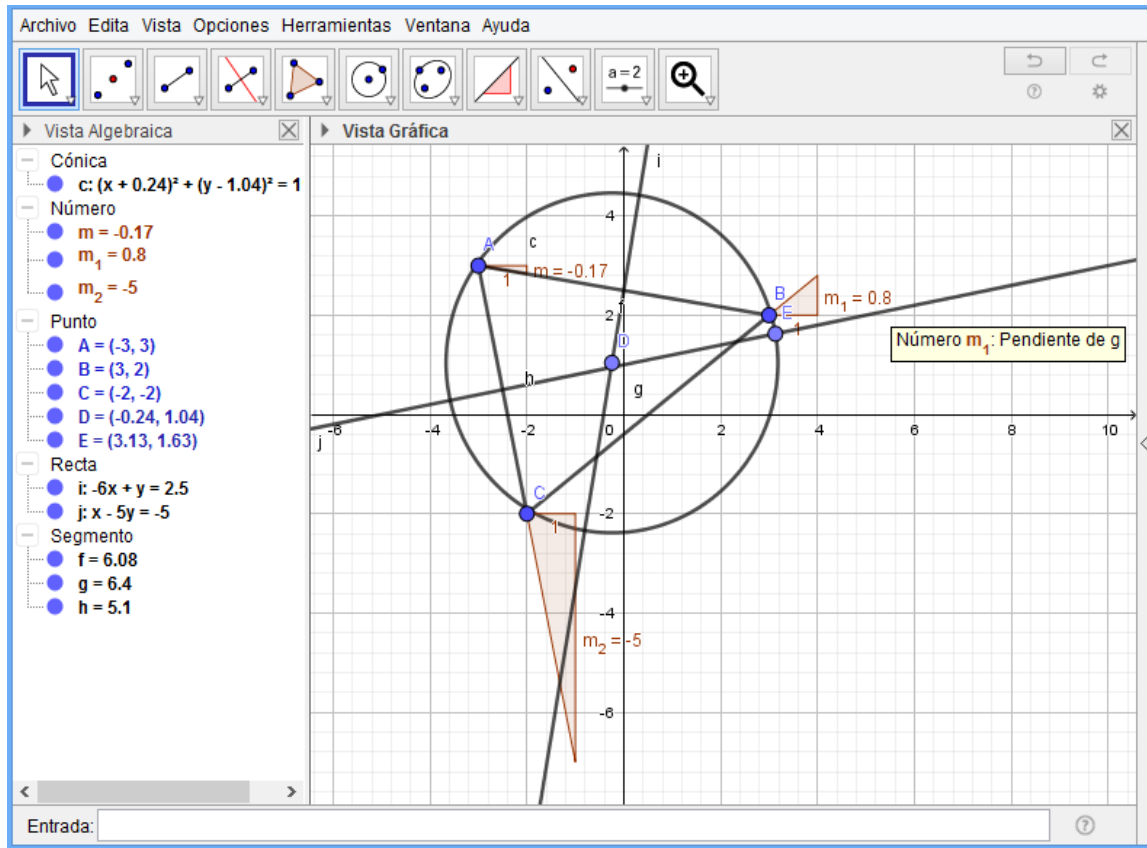 Archivo Edita Vista Opciones Herramientas Ventana Ayuda
a=2
Vista Algebraica
Cónica
c: (x + 0.24)² + (y - 1.04)² = 1
Número
m = -0.17
m₁ = 0.8
m₂ = -5
Punto
A = (-3, 3)
B = (3, 2)
C = (-2, -2)
D = (-0.24, 1.04)
E = (3.13, 1.63)
Recta
i: -6x + y = 2.5
j: x - 5y = -5
Segmento
f = 6.08
g = 6.4
h = 5.1
Vista Gráfica
i
4
A
c
m = -0.17
1
B
m₁ = 0.8
2
f
E
1
Número m₁: Pendiente de g
D
h
g
j
-6
-4
-2
0
2
4
6
8
10
C
-2
1
-4
m₂ = -5
-6
Entrada: